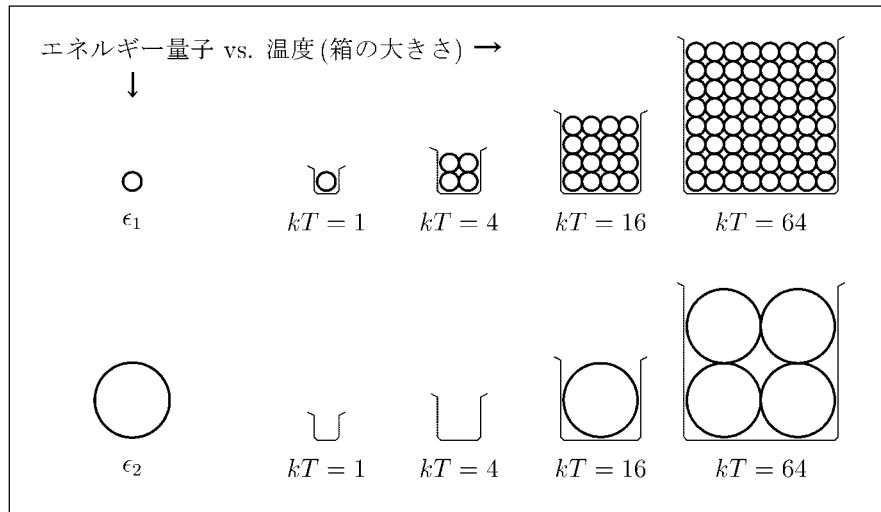 エネルギー量子 vs. 温度(箱の大きさ) →
↓
ϵ₁ kT = 1 kT = 4 kT = 16 kT = 64
ϵ₂ kT = 1 kT = 4 kT = 16 kT = 64